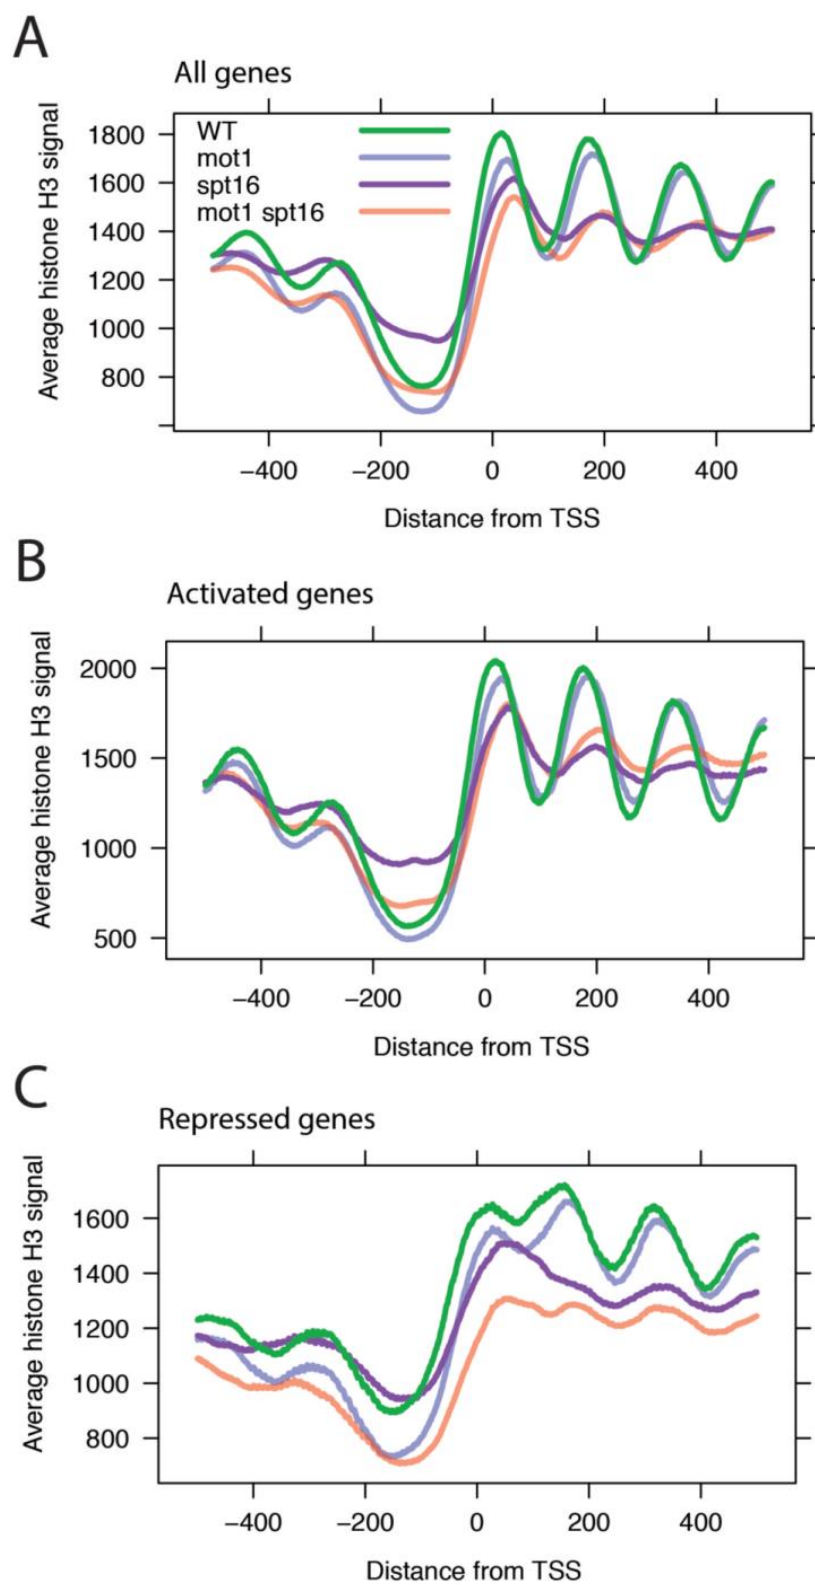 A
All genes
Average histone H3 signal
1800
1600
1400
1200
1000
800
WT
mot1
spt16
mot1 spt16
−400 −200 0 200 400
Distance from TSS
B
Activated genes
Average histone H3 signal
2000
1500
1000
500
−400 −200 0 200 400
Distance from TSS
C
Repressed genes
Average histone H3 signal
1600
1400
1200
1000
800
−400 −200 0 200 400
Distance from TSS